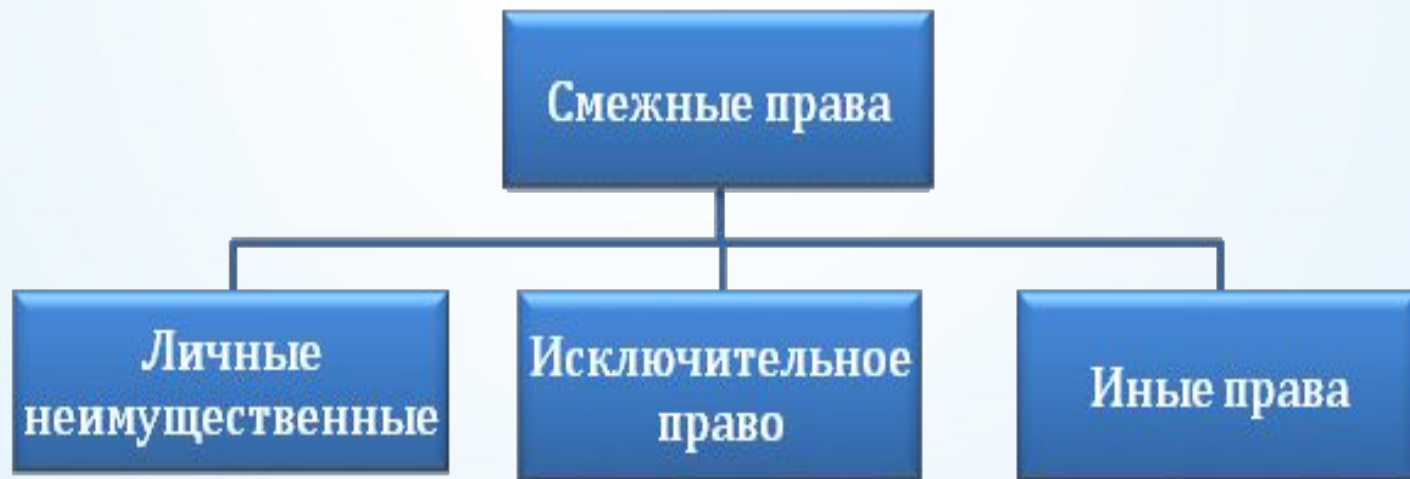 Смежные права
Личные
неимущественные
Исключительное
право
Иные права